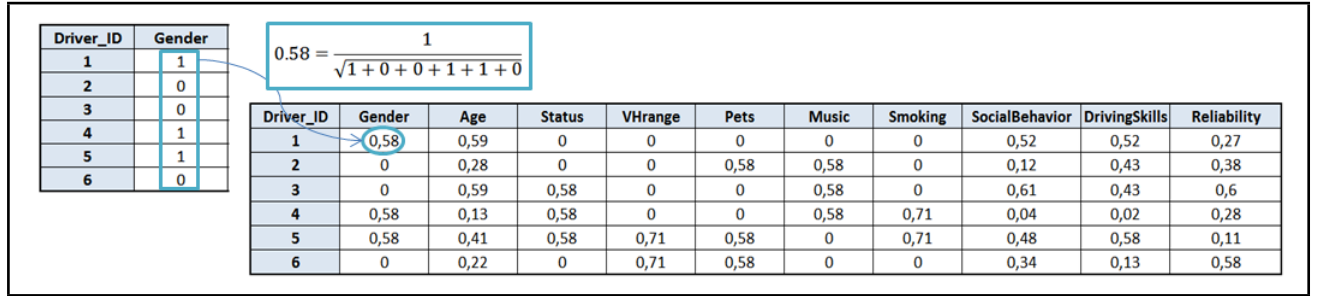 Driver_ID Gender
1 1
2 0
3 0
4 1
5 1
6 0
0.58 = 1 / √1 + 0 + 0 + 1 + 1 + 0
Driver_ID Gender Age Status VHrange Pets Music Smoking SocialBehavior DrivingSkills Reliability
1 0,58 0,59 0 0 0 0 0 0,52 0,52 0,27
2 0 0,28 0 0 0,58 0,58 0 0,12 0,43 0,38
3 0 0,59 0,58 0 0 0,58 0 0,61 0,43 0,6
4 0,58 0,13 0,58 0 0 0,58 0,71 0,04 0,02 0,28
5 0,58 0,41 0,58 0,71 0,58 0 0,71 0,48 0,58 0,11
6 0 0,22 0 0,71 0,58 0 0 0,34 0,13 0,58